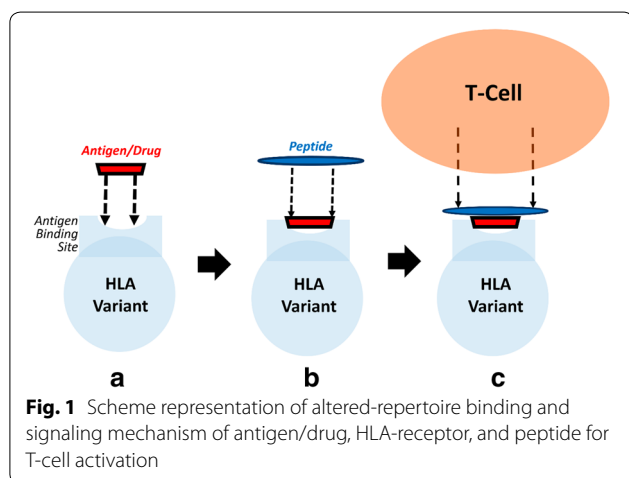 T-Cell
Antigen/Drug
Peptide
Antigen
Binding
Site
HLA
Variant
HLA
Variant
HLA
Variant
a
b
c
Fig. 1 Scheme representation of altered-repertoire binding and
signaling mechanism of antigen/drug, HLA-receptor, and peptide for
T-cell activation